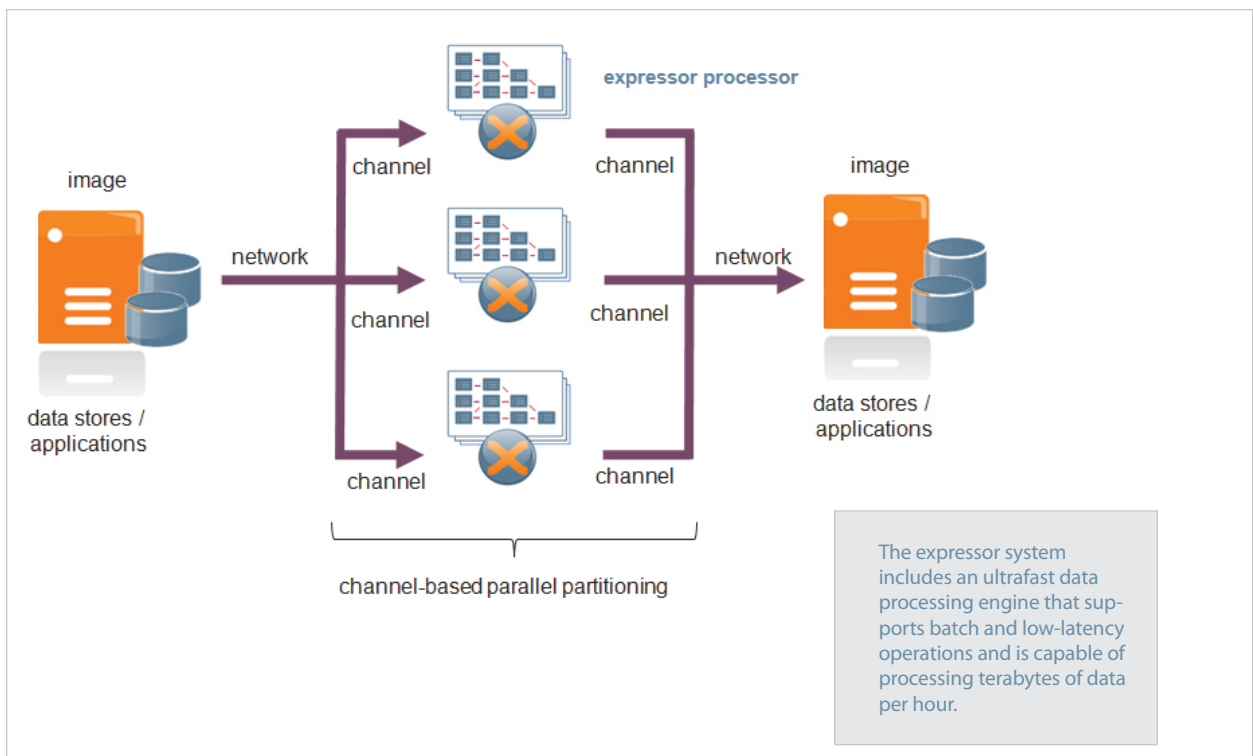 expressor processor
channel
channel
image
image
network
network
channel
channel
data stores /
applications
data stores /
applications
channel
channel
channel-based parallel partitioning
The expressor system
includes an ultrafast data
processing engine that sup-
ports batch and low-latency
operations and is capable of
processing terabytes of data
per hour.